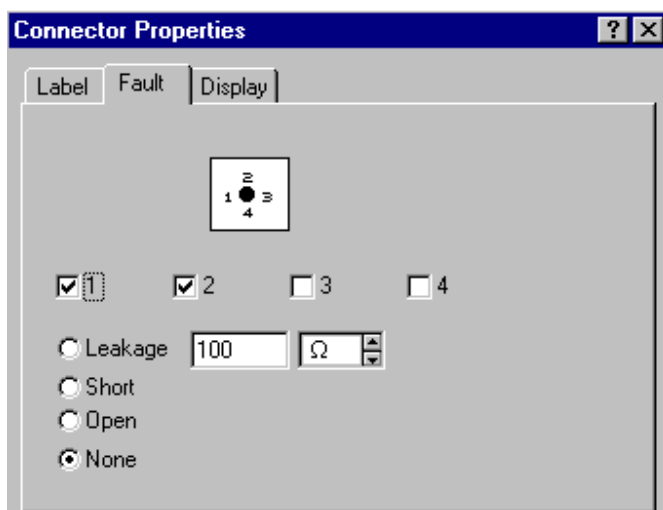 Connector Properties
Label Fault Display
2
1 3
4
1 2 3 4
Leakage 100 Ω
Short
Open
None